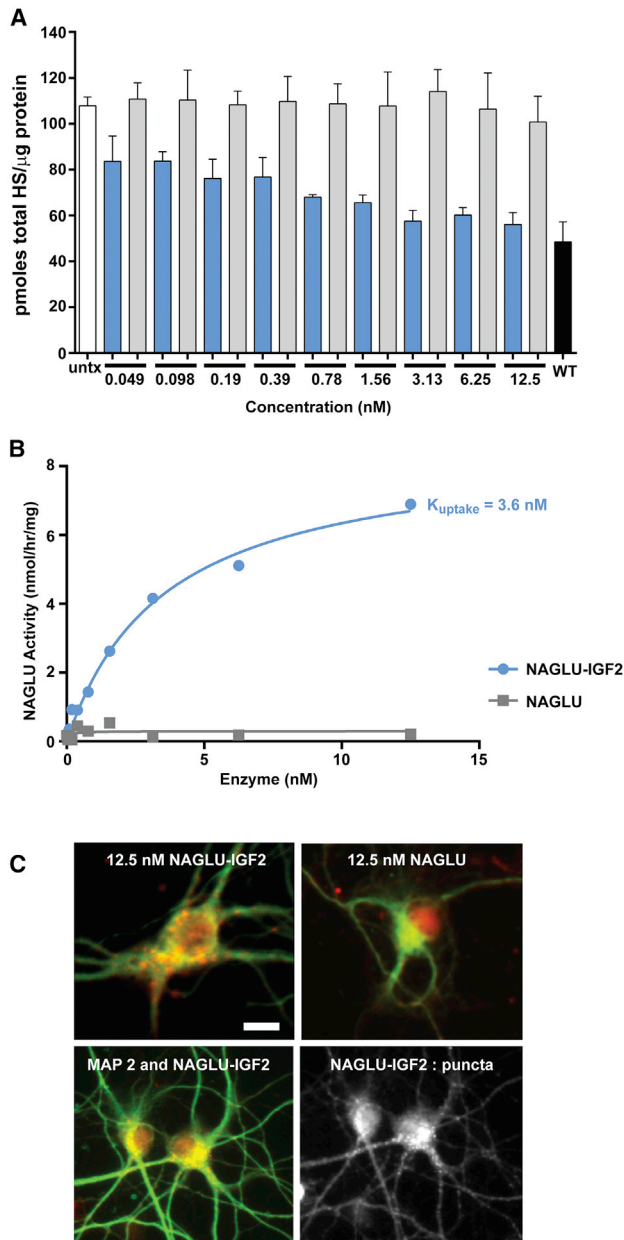 A
pmoles total HS/μg protein
140
120
100
80
60
40
20
0
untx
0.049
0.098
0.19
0.39
0.78
1.56
3.13
6.25
12.5
WT
Concentration (nM)
B
NAGLU Activity (nmol/hr/mg)
8
6
4
2
0
0
5
10
15
Enzyme (nM)
Kuptake = 3.6 nM
NAGLU-IGF2
NAGLU
C
12.5 nM NAGLU-IGF2
12.5 nM NAGLU
MAP 2 and NAGLU-IGF2
NAGLU-IGF2 : puncta